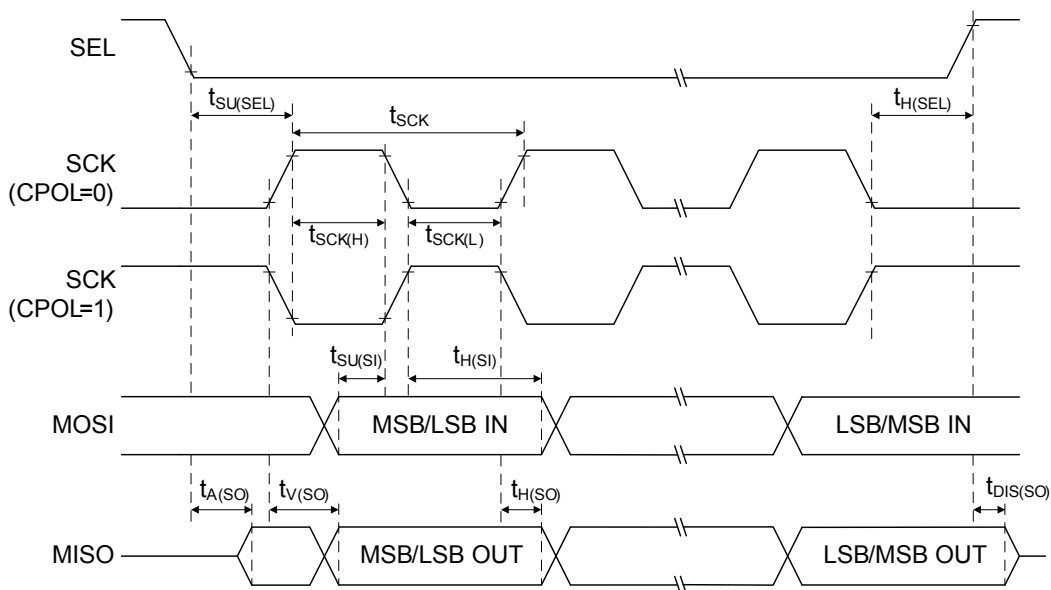 SEL
tSU(SEL)
tSCK
tH(SEL)
SCK
(CPOL=0)
tSCK(H)
tSCK(L)
SCK
(CPOL=1)
tSU(SI)
tH(SI)
MOSI
MSB/LSB IN
LSB/MSB IN
tA(SO)
tV(SO)
tH(SO)
tDIS(SO)
MISO
MSB/LSB OUT
LSB/MSB OUT